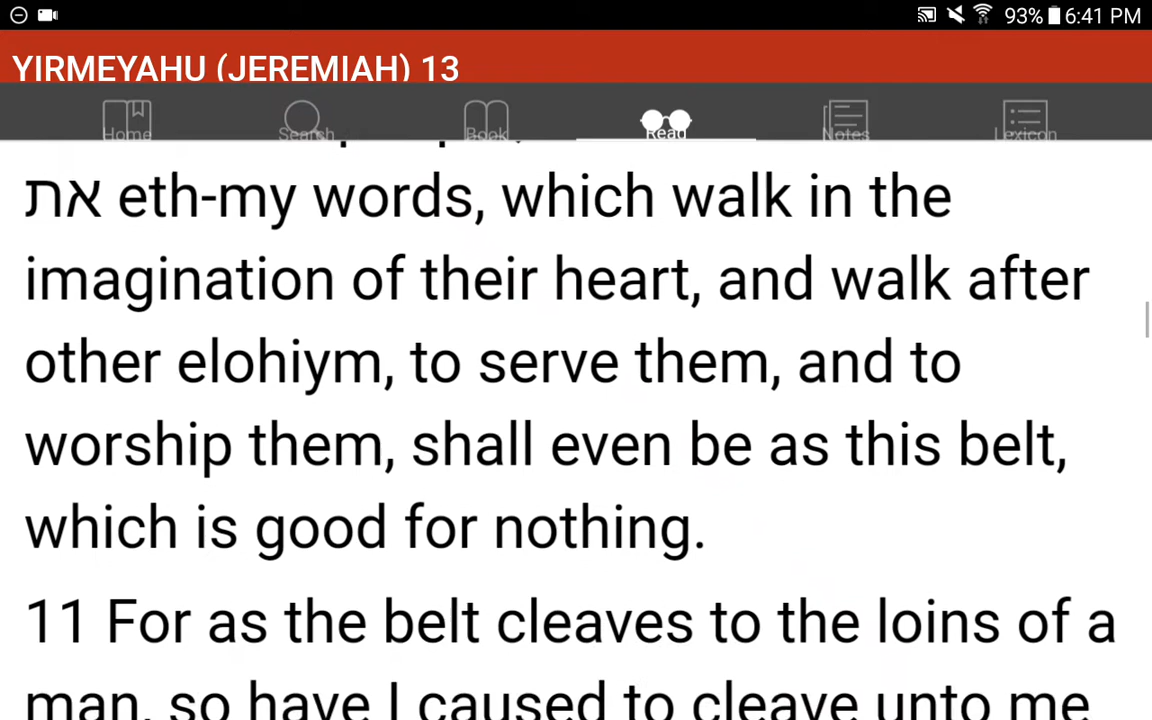 93% 6:41 PM
YIRMEYAHU (JEREMIAH) 13
Home Search Book Read Notes Lexicon
את eth-my words, which walk in the
imagination of their heart, and walk after
other elohiym, to serve them, and to
worship them, shall even be as this belt,
which is good for nothing.
11 For as the belt cleaves to the loins of a
man, so have I caused to cleave unto me